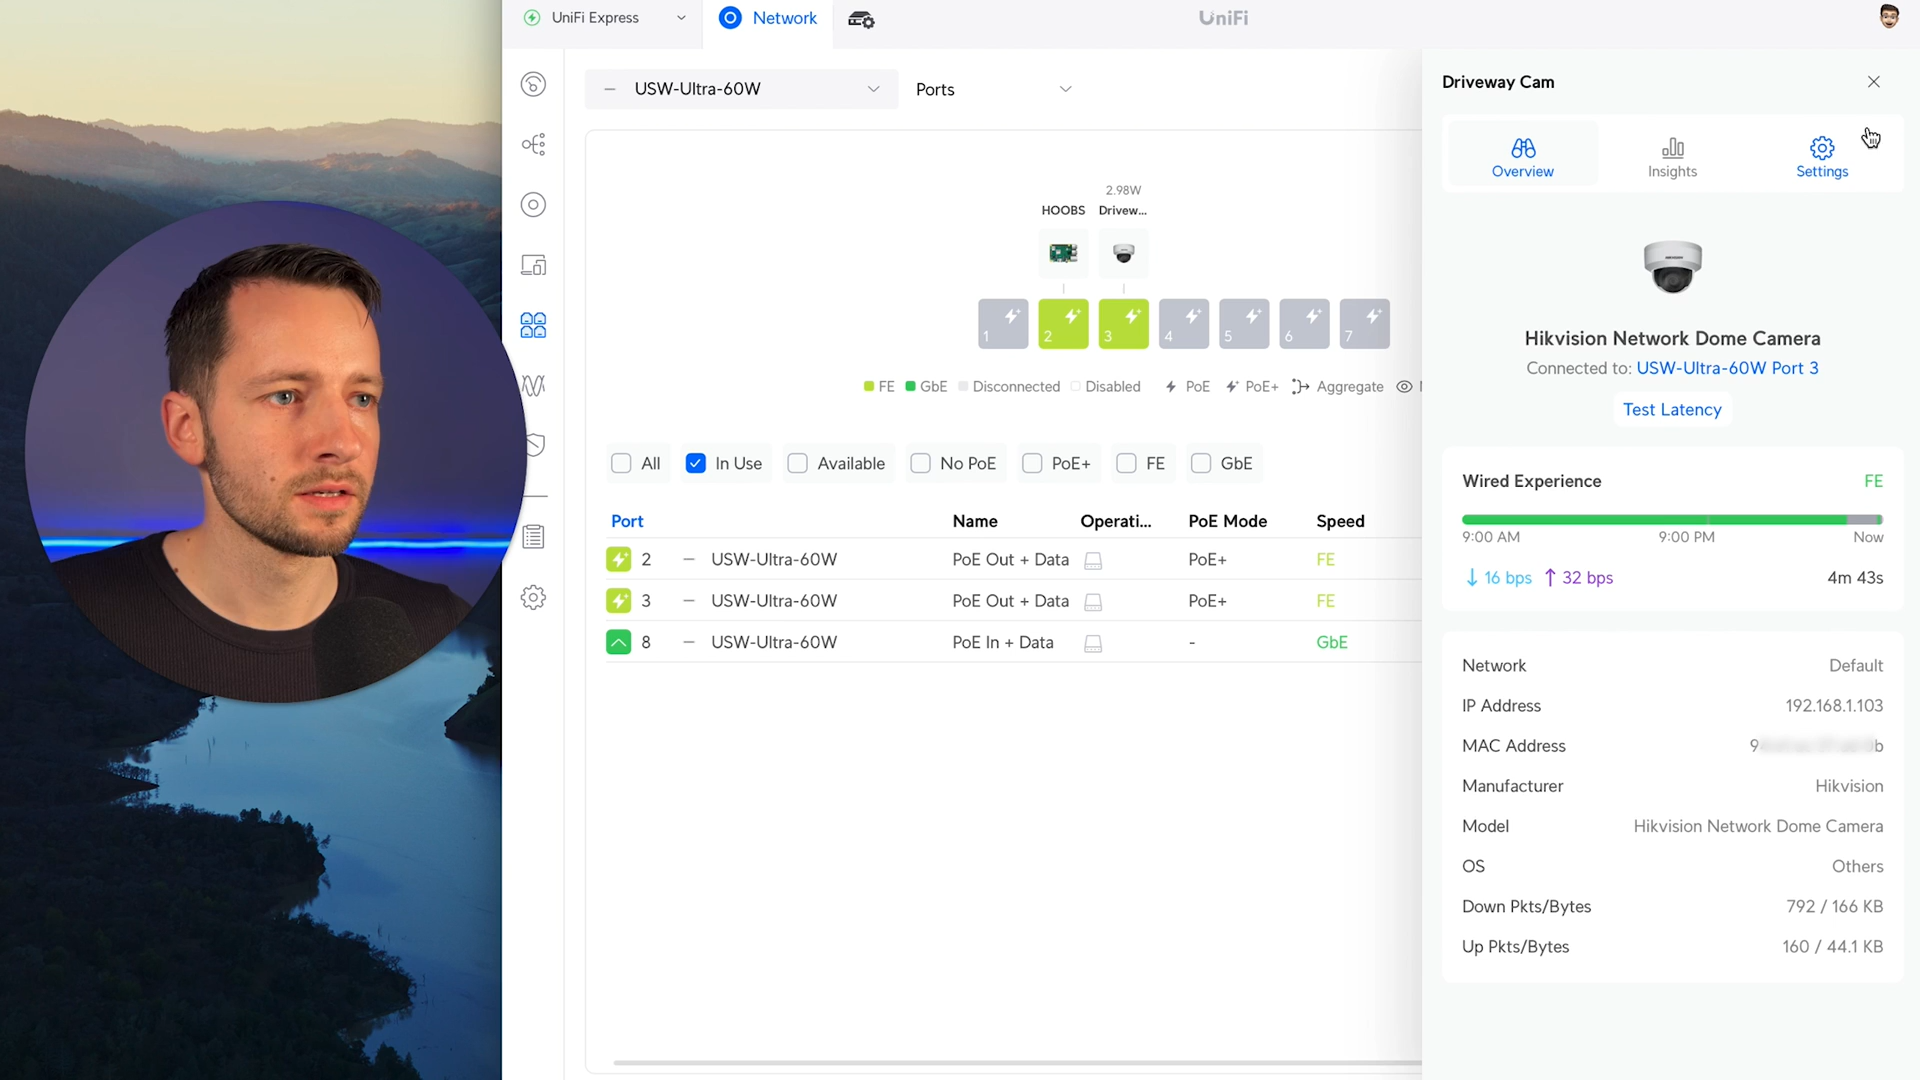 UniFi Express
Network
UniFi
USW-Ultra-60W
Ports
2.98W
HOOBS
Drivew...
1
2
3
4
5
6
7
FE
GbE
Disconnected
Disabled
PoE
PoE+
Aggregate
All
In Use
Available
No PoE
PoE+
FE
GbE
Port Name Operati... PoE Mode Speed
2 – USW-Ultra-60W PoE Out + Data PoE+ FE
3 – USW-Ultra-60W PoE Out + Data PoE+ FE
8 – USW-Ultra-60W PoE In + Data - GbE
Driveway Cam
Overview
Insights
Settings
HIKVISION
Hikvision Network Dome Camera
Connected to: USW-Ultra-60W Port 3
Test Latency
Wired Experience FE
9:00 AM 9:00 PM Now
↓ 16 bps ↑ 32 bps 4m 43s
Network Default
IP Address 192.168.1.103
MAC Address
Manufacturer Hikvision
Model Hikvision Network Dome Camera
OS Others
Down Pkts/Bytes 792 / 166 KB
Up Pkts/Bytes 160 / 44.1 KB